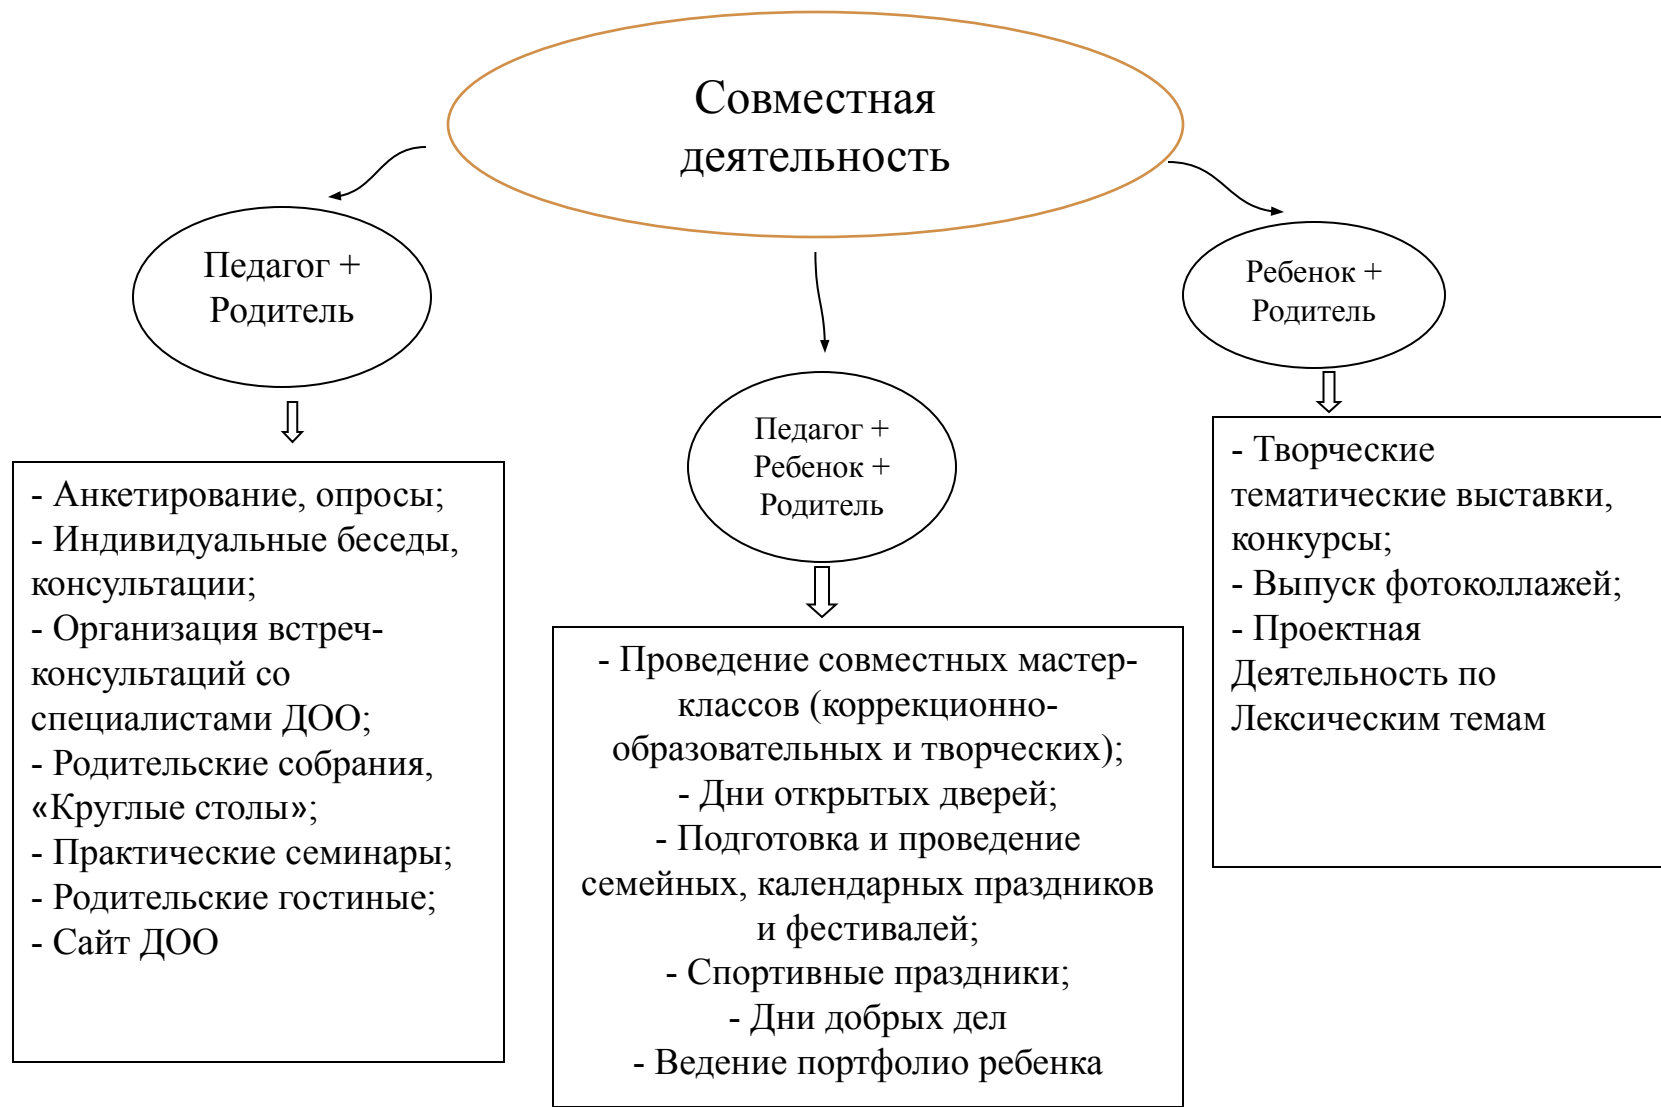 Совместная
деятельность
Педагог +
Родитель
- Анкетирование, опросы;
- Индивидуальные беседы,
консультации;
- Организация встреч-
консультаций со
специалистами ДОО;
- Родительские собрания,
«Круглые столы»;
- Практические семинары;
- Родительские гостиные;
- Сайт ДОО
Педагог +
Ребенок +
Родитель
- Проведение совместных мастер-
классов (коррекционно-
образовательных и творческих);
- Дни открытых дверей;
- Подготовка и проведение
семейных, календарных праздников
и фестивалей;
- Спортивные праздники;
- Дни добрых дел
- Ведение портфолио ребенка
Ребенок +
Родитель
- Творческие
тематические выставки,
конкурсы;
- Выпуск фотоколлажей;
- Проектная
Деятельность по
Лексическим темам